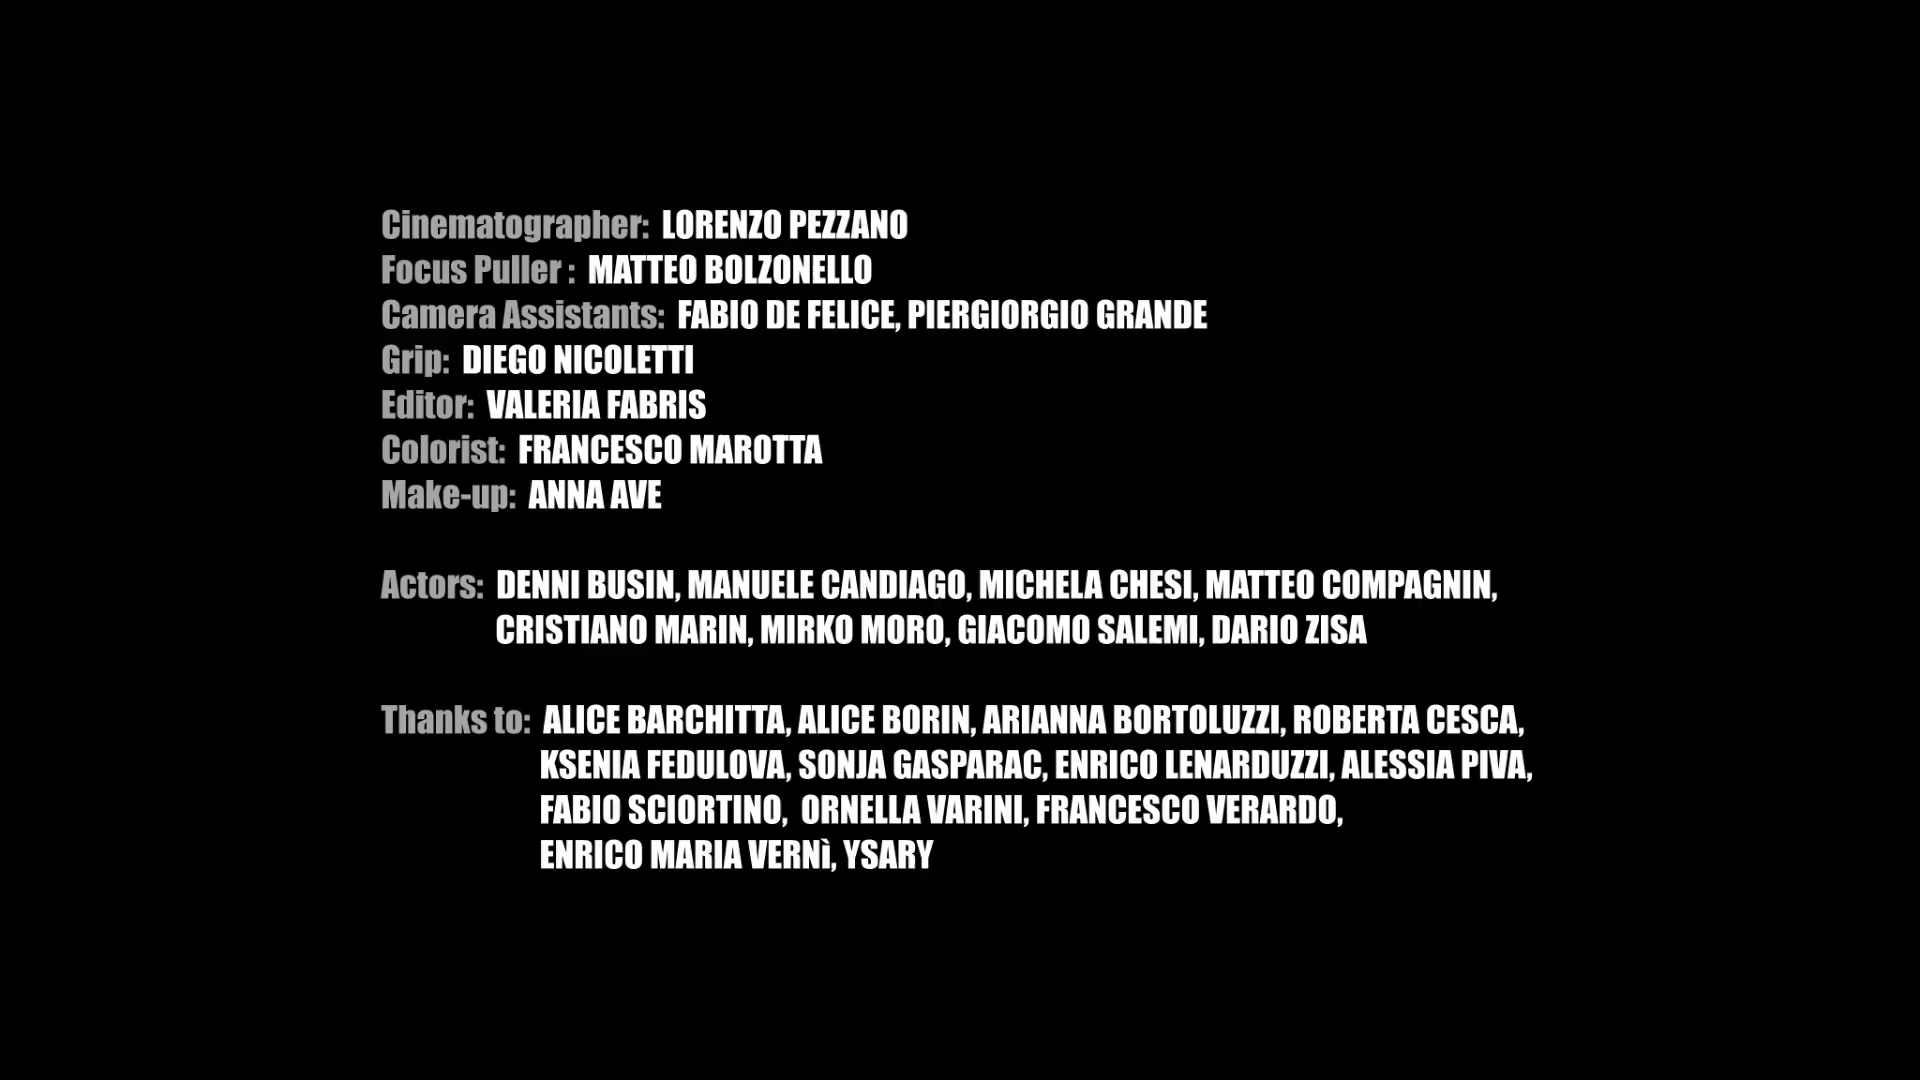 Cinematographer: LORENZO PEZZANO
Focus Puller : MATTEO BOLZONELLO
Camera Assistants: FABIO DE FELICE, PIERGIORGIO GRANDE
Grip: DIEGO NICOLETTI
Editor: VALERIA FABRIS
Colorist: FRANCESCO MAROTTA
Make-up: ANNA AVE
Actors: DENNI BUSIN, MANUELE CANDIAGO, MICHELA CHESI, MATTEO COMPAGNIN,
CRISTIANO MARIN, MIRKO MORO, GIACOMO SALEMI, DARIO ZISA
Thanks to: ALICE BARCHITTA, ALICE BORIN, ARIANNA BORTOLUZZI, ROBERTA CESCA,
KSENIA FEDULOVA, SONJA GASPARAC, ENRICO LENARDUZZI, ALESSIA PIVA,
FABIO SCIORTINO, ORNELLA VARINI, FRANCESCO VERARDO,
ENRICO MARIA VERNì, YSARY